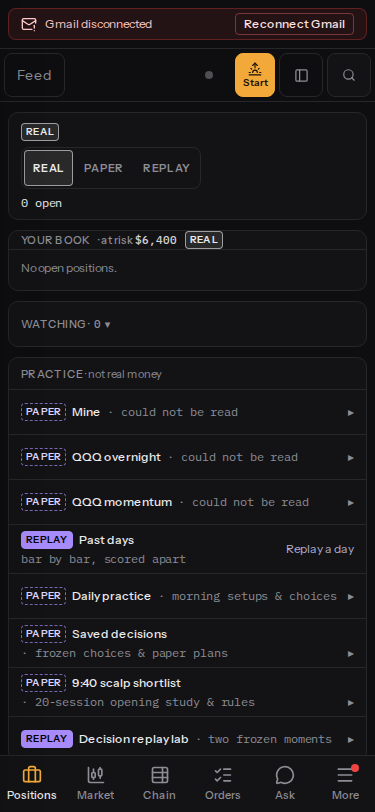 Gmail disconnected Reconnect Gmail
Feed Start
REAL
REAL PAPER REPLAY
0 open
YOUR BOOK · at risk $6,400 REAL
No open positions.
WATCHING · 0 ▾
PRACTICE · not real money
PAPER Mine · could not be read ▸
PAPER QQQ overnight · could not be read ▸
PAPER QQQ momentum · could not be read ▸
REPLAY Past days
bar by bar, scored apart Replay a day
PAPER Daily practice · morning setups & choices ▸
PAPER Saved decisions
· frozen choices & paper plans ▸
PAPER 9:40 scalp shortlist
· 20-session opening study & rules ▸
REPLAY Decision replay lab · two frozen moments ▸
Positions Market Chain Orders Ask More